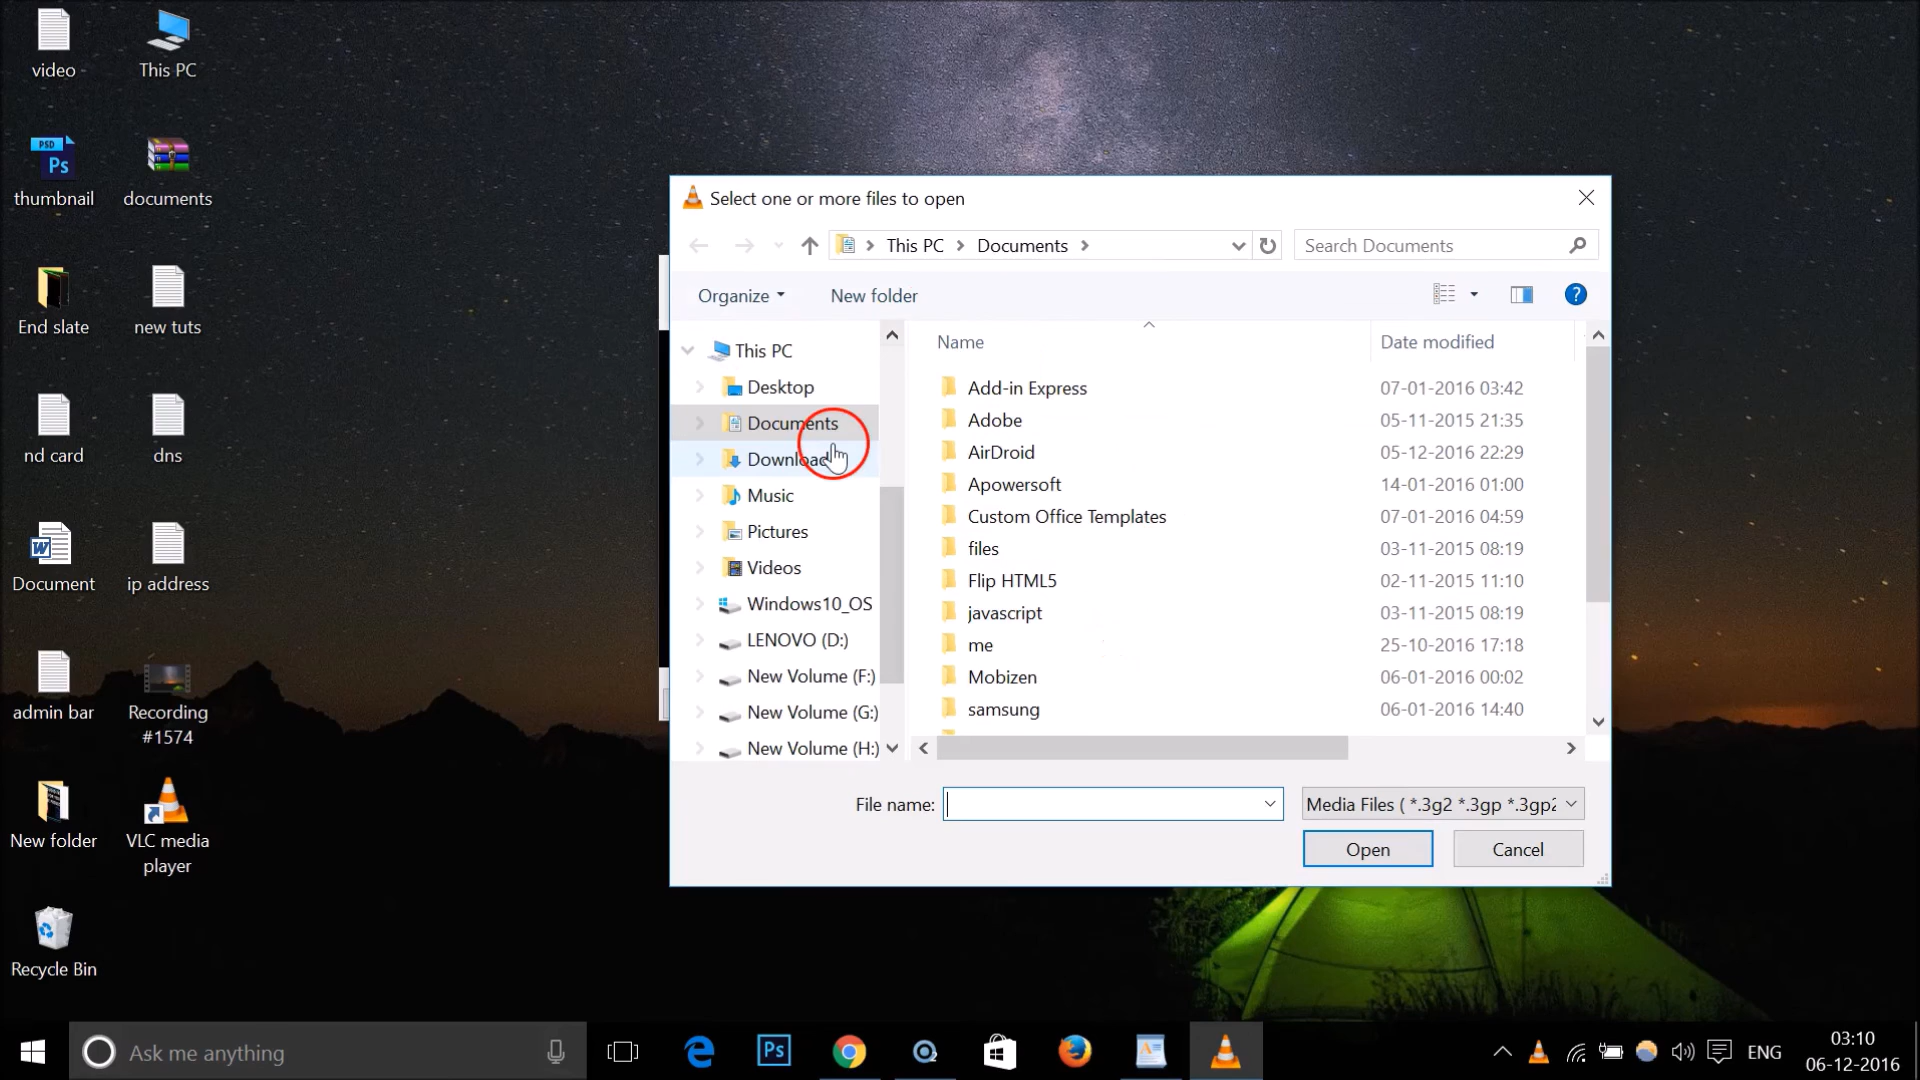 video
This PC
PSD
Ps
thumbnail
documents
End slate
new tuts
nd card
dns
W
Document
ip address
admin bar
Recording
#1574
New folder
VLC media
player
Recycle Bin
Select one or more files to open
This PC
Documents
Search Documents
Organize
New folder
?
This PC
Desktop
Documents
Music
Pictures
Videos
Windows10_OS
LENOVO (D:)
New Volume (F:)
New Volume (G:)
New Volume (H:)
Name
Date modified
Add-in Express
07-01-2016 03:42
Adobe
05-11-2015 21:35
AirDroid
05-12-2016 22:29
Apowersoft
14-01-2016 01:00
Custom Office Templates
07-01-2016 04:59
files
03-11-2015 08:19
Flip HTML5
02-11-2015 11:10
javascript
03-11-2015 08:19
me
25-10-2016 17:18
Mobizen
06-01-2016 00:02
samsung
06-01-2016 14:40
File name:
Media Files ( *.3g2 *.3gp *.3gp2
Open
Cancel
Ask me anything
Ps
ENG
03:10
06-12-2016